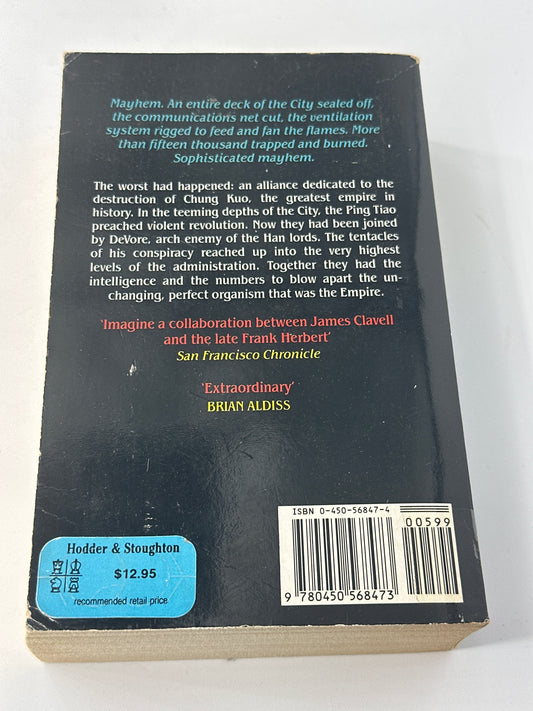 Mayhem. An entire deck of the City sealed off,
the communications net cut, the ventilation
system rigged to feed and fan the flames. More
than fifteen thousand trapped and burned.
Sophisticated mayhem.
The worst had happened: an alliance dedicated to the
destruction of Chung Kuo, the greatest empire in
history. In the teeming depths of the City, the Ping Tiao
preached violent revolution. Now they had been joined
by DeVore, arch enemy of the Han lords. The tentacles
of his conspiracy reached up into the very highest
levels of the administration. Together they had the
intelligence and the numbers to blow apart the un-
changing, perfect organism that was the Empire.
'Imagine a collaboration between James Clavell
and the late Frank Herbert'
San Francisco Chronicle
'Extraordinary'
BRIAN ALDISS
ISBN 0-450-56847-4
00599
9 780450 568473
Hodder & Stoughton
$12.95
recommended retail price